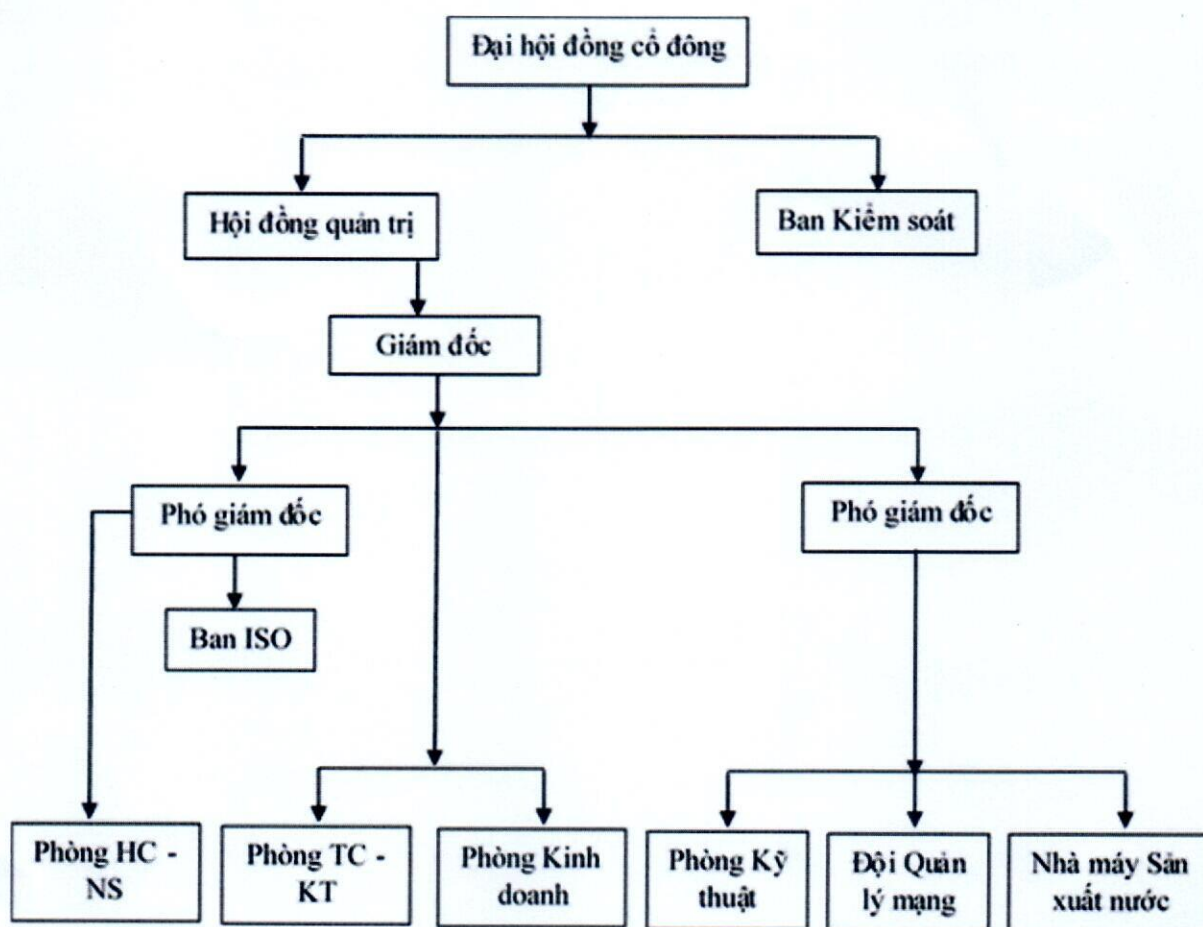 Đại hội đồng cổ đông
Hội đồng quản trị
Ban Kiểm soát
Giám đốc
Phó giám đốc
Phó giám đốc
Ban ISO
Phòng HC -
NS
Phòng TC -
KT
Phòng Kinh
doanh
Phòng Kỹ
thuật
Đội Quản
lý mạng
Nhà máy Sản
xuất nước